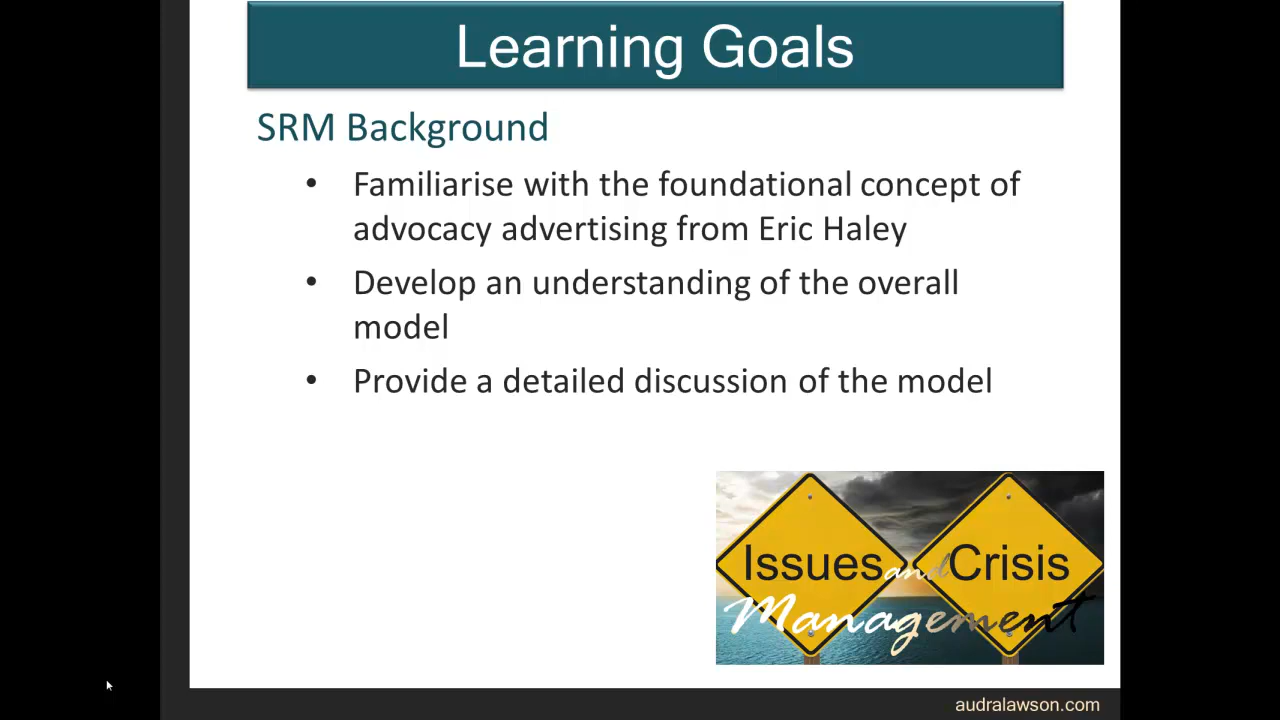 Learning Goals
SRM Background
• Familiarise with the foundational concept of
advocacy advertising from Eric Haley
• Develop an understanding of the overall
model
• Provide a detailed discussion of the model
Issues and Crisis
Management
audralawson.com